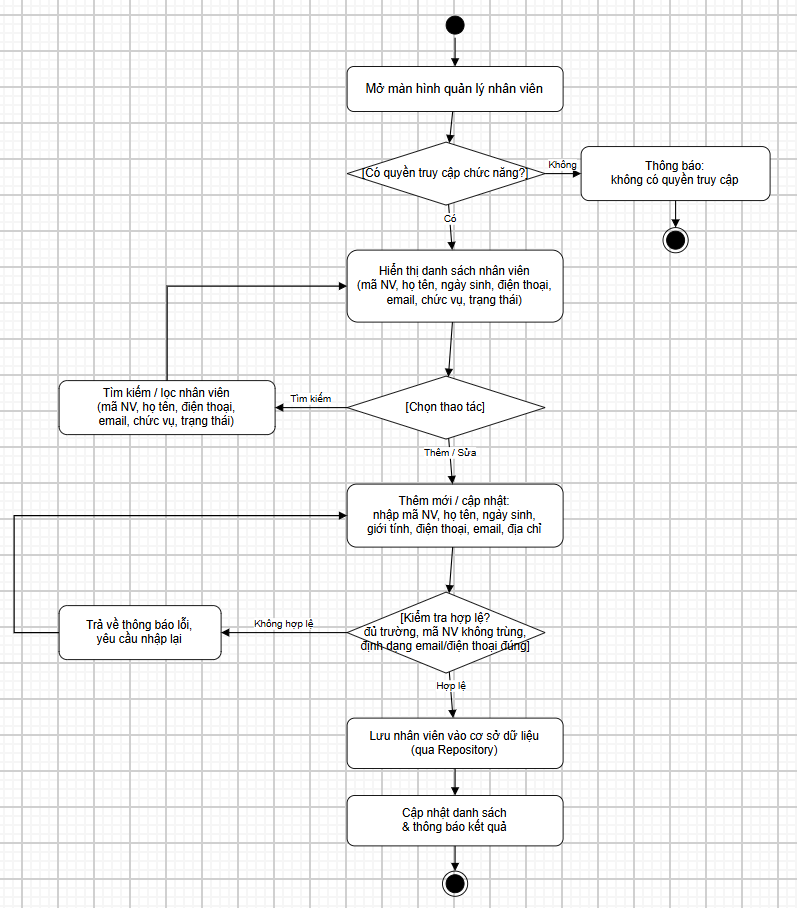 Mở màn hình quản lý nhân viên
[Có quyền truy cập chức năng?]
Không
Thông báo:
không có quyền truy cập
Có
Hiển thị danh sách nhân viên
(mã NV, họ tên, ngày sinh, điện thoại,
email, chức vụ, trạng thái)
Tìm kiếm / lọc nhân viên
(mã NV, họ tên, điện thoại,
email, chức vụ, trạng thái)
Tìm kiếm
[Chọn thao tác]
Thêm / Sửa
Thêm mới / cập nhật:
nhập mã NV, họ tên, ngày sinh,
giới tính, điện thoại, email, địa chỉ
Trả về thông báo lỗi,
yêu cầu nhập lại
Không hợp lệ
[Kiểm tra hợp lệ?
đủ trường, mã NV không trùng,
định dạng email/điện thoại đúng]
Hợp lệ
Lưu nhân viên vào cơ sở dữ liệu
(qua Repository)
Cập nhật danh sách
& thông báo kết quả